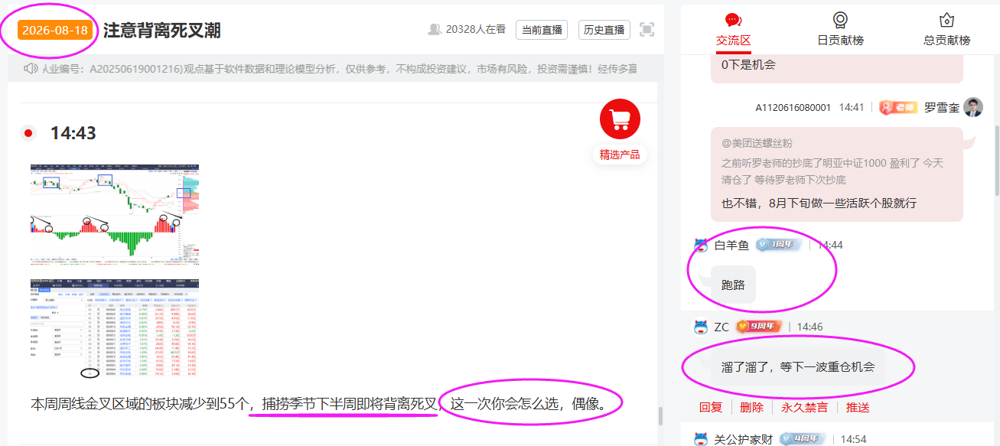 2026-08-18 注意背离死叉潮
20328人在看 当前直播 历史直播
从业编号：A20250619001216)观点基于软件数据和理论模型分析，仅供参考，不构成投资建议，市场有风险，投资需谨慎！经传多赢
14:43
精选产品
本周周线金叉区域的板块减少到55个，捕捞季节下半周即将背离死叉，这一次你会怎么选，偶像。
交流区 日贡献榜 总贡献榜
0下是机会
A1120616080001 14:41 老师 罗雪奎
@美团送螺丝粉
之前听罗老师的抄底了明亚中证1000 盈利了 今天
清仓了 等待罗老师下次抄底
也不错，8月下旬做一些活跃个股就行
白羊鱼 1周年 14:44
跑路
ZC 9周年 14:46
溜了溜了，等下一波重仓机会
回复 删除 永久禁言 推送
关公护家财 4周年 14:54